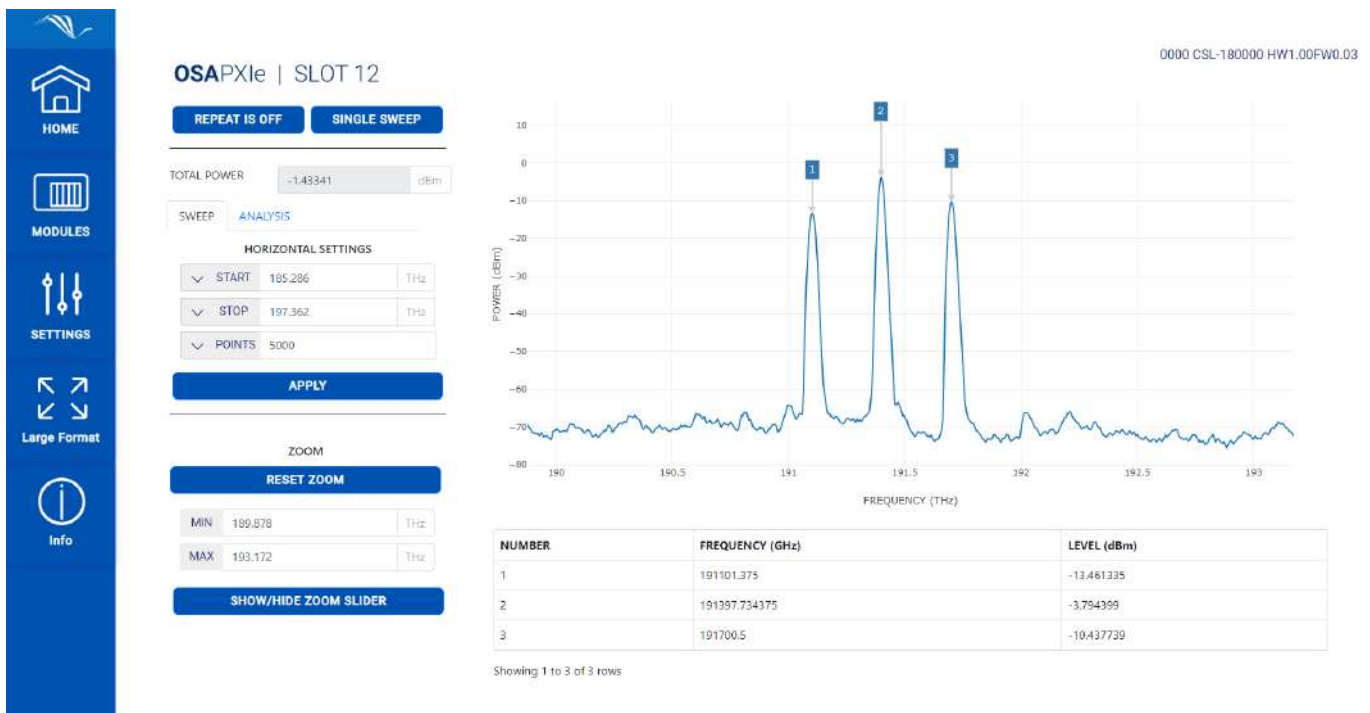 0000 CSL-180000 HW1.00FW0.03
OSAPXIe | SLOT 12
HOME
MODULES
SETTINGS
Large Format
Info
REPEAT IS OFF SINGLE SWEEP
TOTAL POWER -1.43341 dBm
SWEEP ANALYSIS
HORIZONTAL SETTINGS
START 185.286 THz
STOP 197.362 THz
POINTS 5000
APPLY
ZOOM
RESET ZOOM
MIN 189.878 THz
MAX 193.172 THz
SHOW/HIDE ZOOM SLIDER
POWER (dBm)
10
0
−10
−20
−30
−40
−50
−60
−70
−80
1
2
3
190 190.5 191 191.5 192 192.5 193
FREQUENCY (THz)
NUMBER FREQUENCY (GHz) LEVEL (dBm)
1 191101.375 -13.461335
2 191397.734375 -3.794399
3 191700.5 -10.437739
Showing 1 to 3 of 3 rows